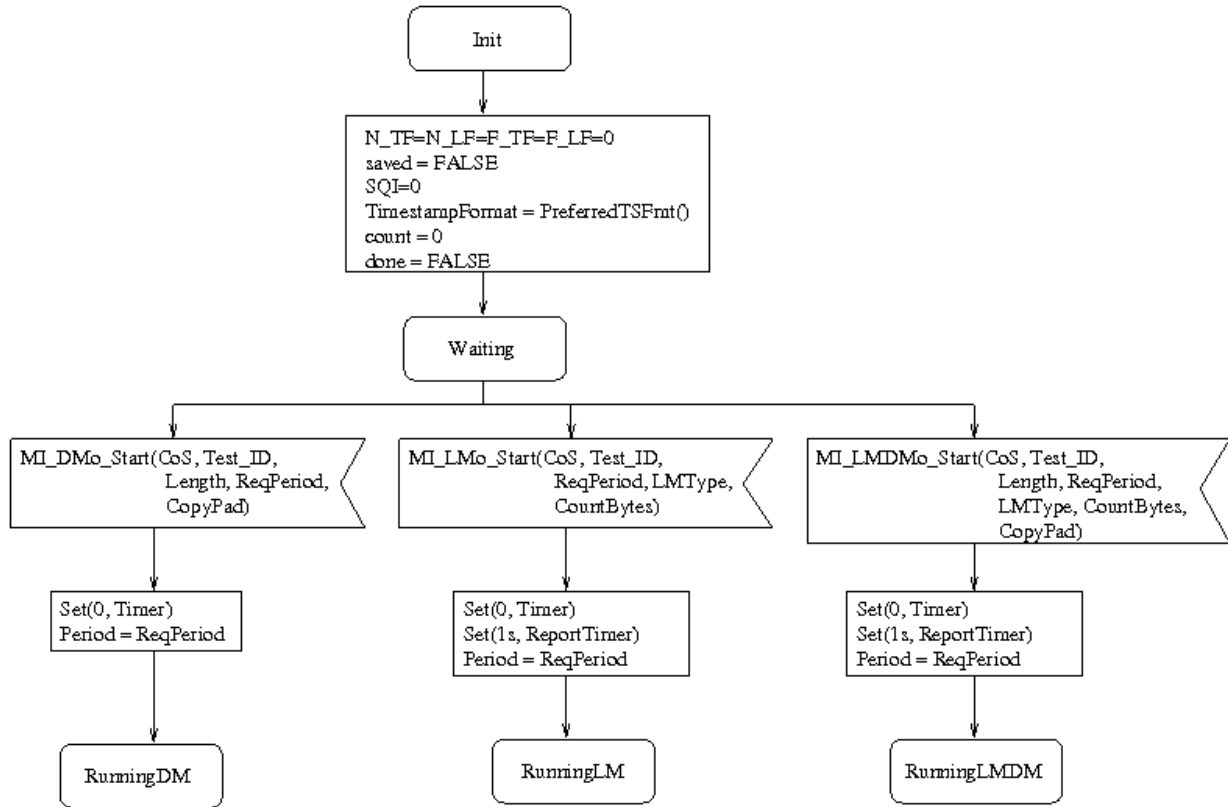 Init
N_TF=N_LF=F_TF=F_LF=0
saved = FALSE
SQI=0
TimestampFormat = PreferredTSFmt()
count = 0
done = FALSE
Waiting
MI_DMo_Start(CoS, Test_ID,
Length, ReqPeriod,
CopyPad)
MI_LMo_Start(CoS, Test_ID,
ReqPeriod, LMType,
CountBytes)
MI_LMDMo_Start(CoS, Test_ID,
Length, ReqPeriod,
LMType, CountBytes,
CopyPad)
Set(0, Timer)
Period = ReqPeriod
Set(0, Timer)
Set(1s, ReportTimer)
Period = ReqPeriod
Set(0, Timer)
Set(1s, ReportTimer)
Period = ReqPeriod
RunningDM
RunningLM
RunningLMDM